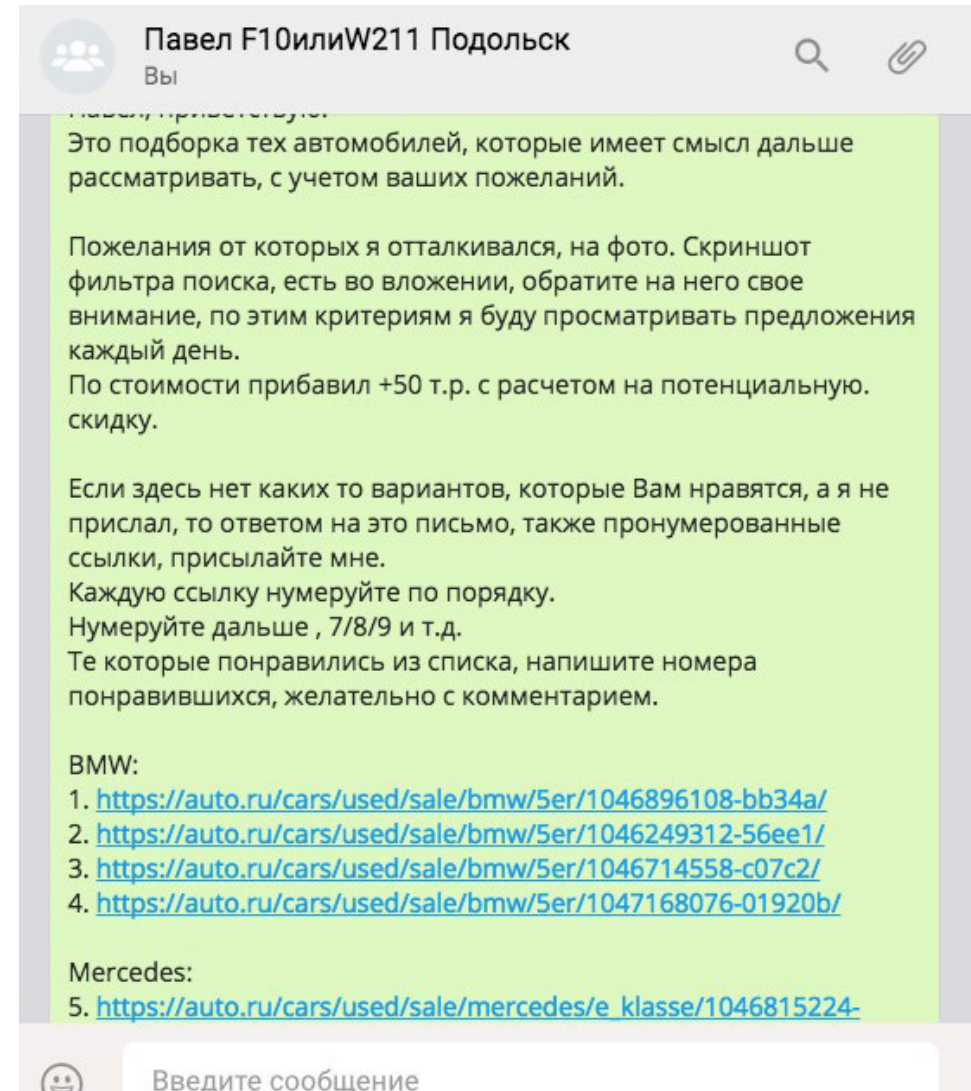 Павел F10илиW211 Подольск
Вы
Павел, приветствую.
Это подборка тех автомобилей, которые имеет смысл дальше
рассматривать, с учетом ваших пожеланий.
Пожелания от которых я отталкивался, на фото. Скриншот
фильтра поиска, есть во вложении, обратите на него свое
внимание, по этим критериям я буду просматривать предложения
каждый день.
По стоимости прибавил +50 т.р. с расчетом на потенциальную.
скидку.
Если здесь нет каких то вариантов, которые Вам нравятся, а я не
прислал, то ответом на это письмо, также пронумерованные
ссылки, присылайте мне.
Каждую ссылку нумеруйте по порядку.
Нумеруйте дальше , 7/8/9 и т.д.
Те которые понравились из списка, напишите номера
понравившихся, желательно с комментарием.
BMW:
1. https://auto.ru/cars/used/sale/bmw/5er/1046896108-bb34a/
2. https://auto.ru/cars/used/sale/bmw/5er/1046249312-56ee1/
3. https://auto.ru/cars/used/sale/bmw/5er/1046714558-c07c2/
4. https://auto.ru/cars/used/sale/bmw/5er/1047168076-01920b/
Mercedes:
5. https://auto.ru/cars/used/sale/mercedes/e_klasse/1046815224-
Введите сообщение